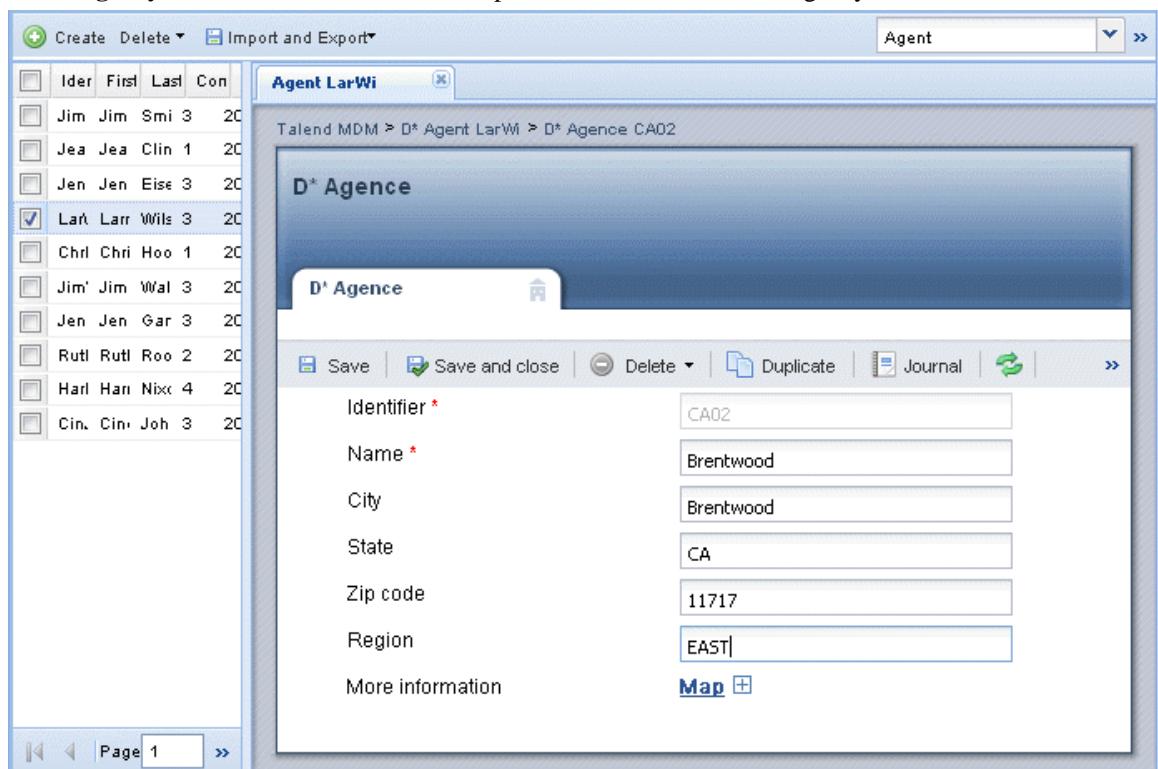 Create Delete Import and Export Agent »
Ider First Last Con
Jim Jim Smi 3 20
Jea Jea Clin 1 20
Jen Jen Eise 3 20
Larr Wils 3 20
Chri Hoo 1 20
Jim' Jim Wal 3 20
Jen Jen Gar 3 20
Rutl Rutl Roo 2 20
Harl Harr Nixo 4 20
Cin. Joh 3 20
Page 1 »
Agent LarWi
Talend MDM > D* Agent LarWi > D* Agence CA02
D* Agence
D* Agence
Save Save and close Delete Duplicate Journal »
Identifier * CA02
Name * Brentwood
City Brentwood
State CA
Zip code 11717
Region EAST
More information Map